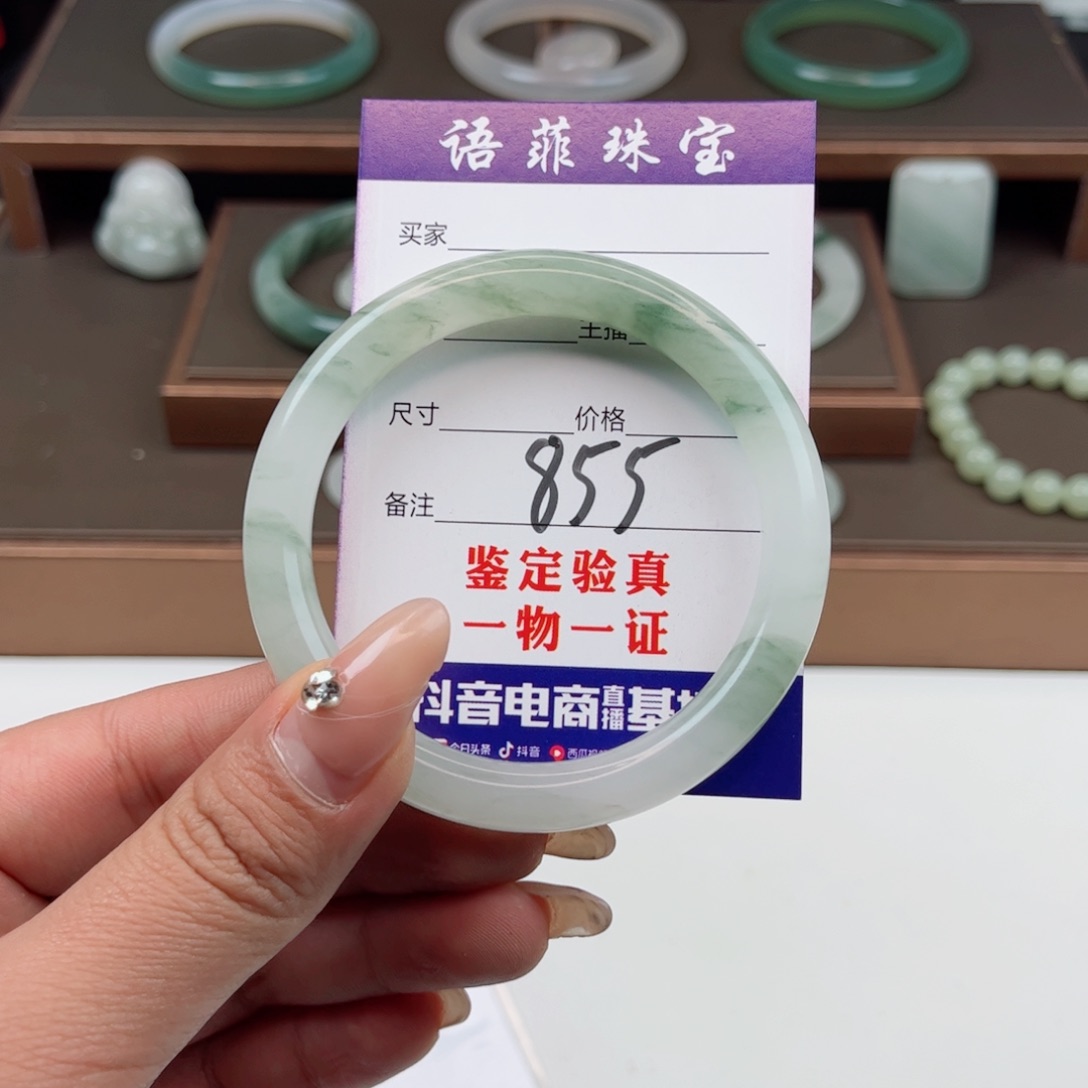 语菲珠宝
买家
主播
尺寸 价格
855
备注
鉴定验真
一物一证
抖音电商直播基
今日头条 抖音 西瓜视